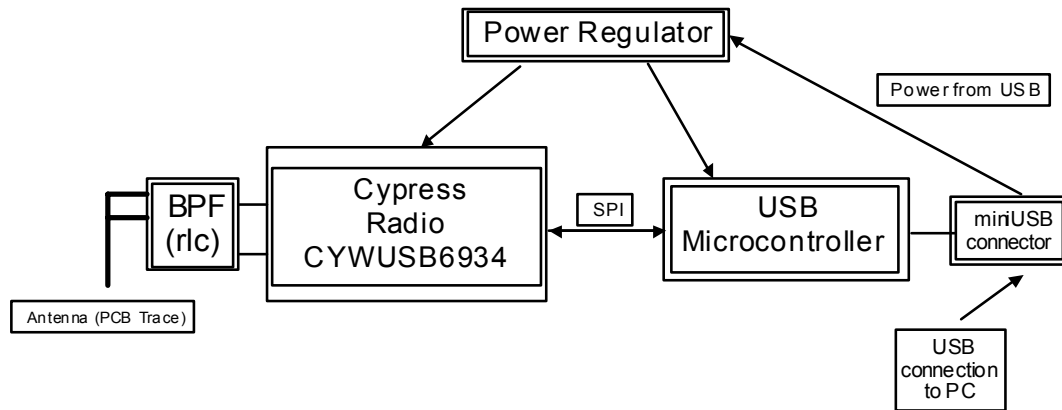 Power Regulator
Power from USB
Cypress
Radio
CYWUSB6934
BPF
(rlc)
SPI
USB
Microcontroller
miniUSB
connector
Antenna (PCB Trace)
USB
connection
to PC